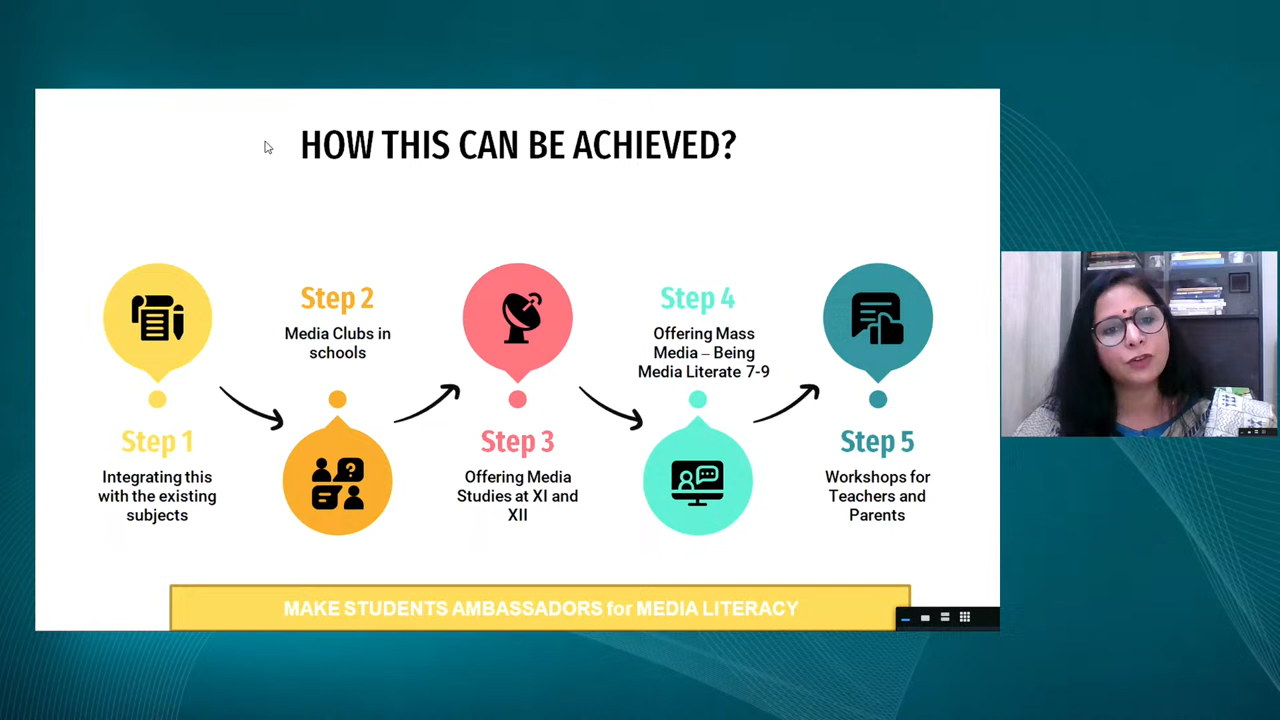 HOW THIS CAN BE ACHIEVED?
Step 1
Integrating this
with the existing
subjects
Step 2
Media Clubs in
schools
?
Step 3
Offering Media
Studies at XI and
XII
Step 4
Offering Mass
Media – Being
Media Literate 7-9
Step 5
Workshops for
Teachers and
Parents
MAKE STUDENTS AMBASSADORS for MEDIA LITERACY